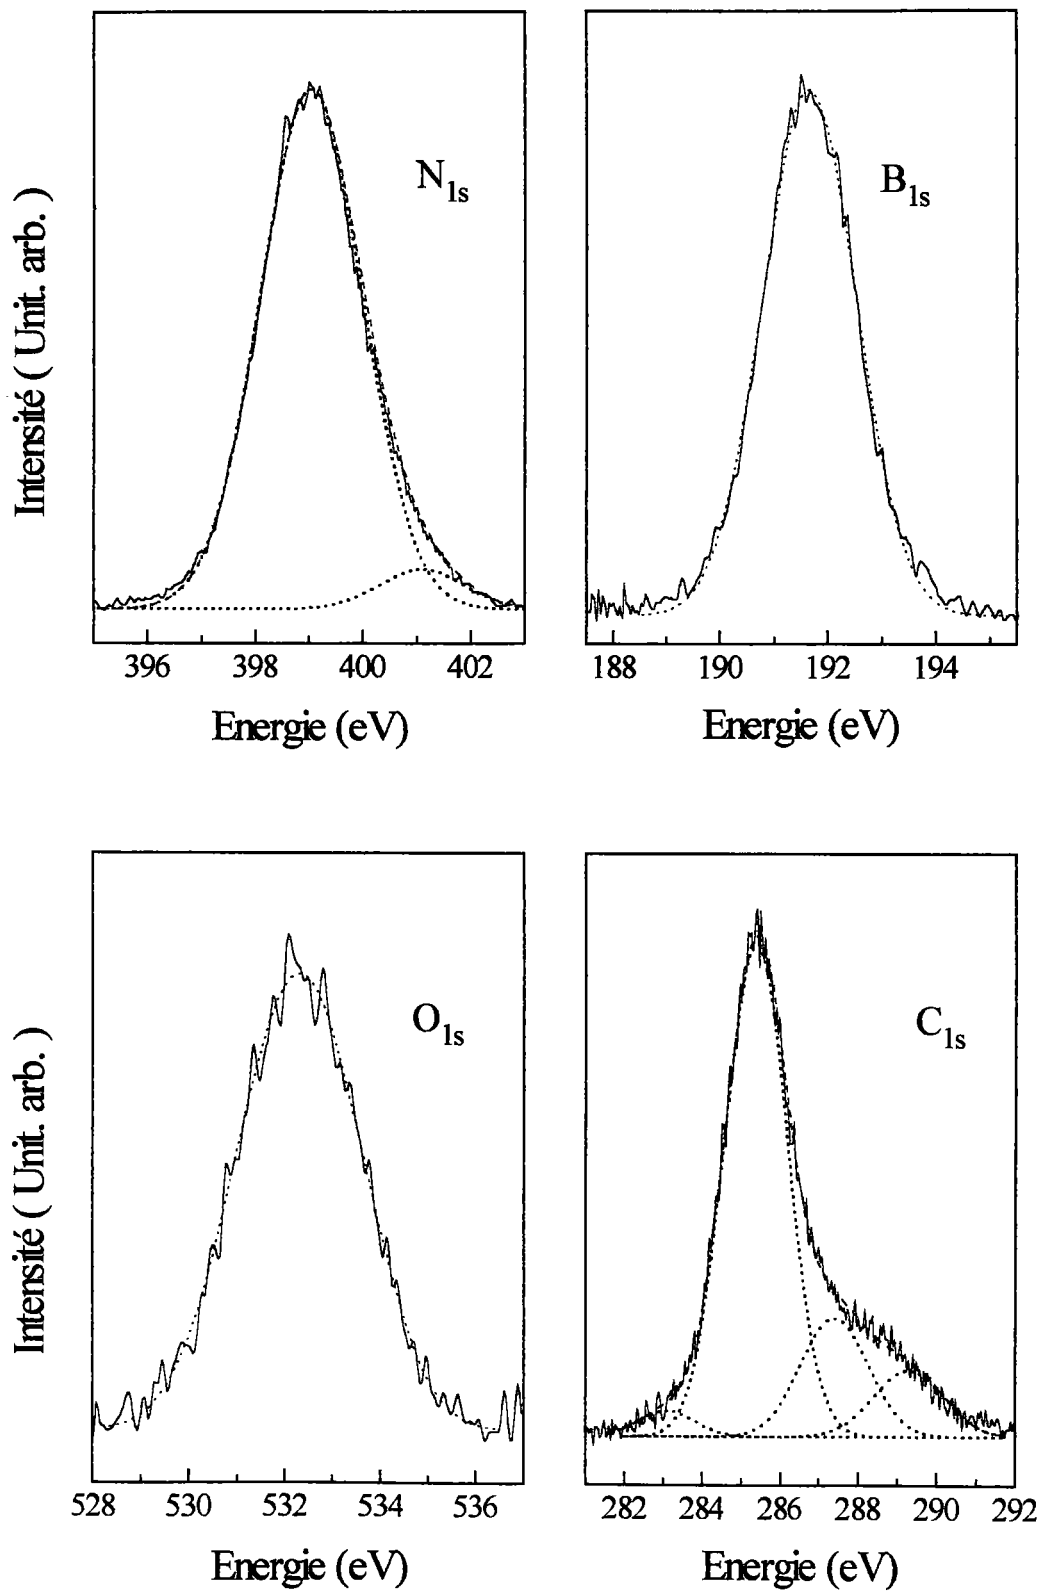 Intensité ( Unit. arb. )
N1s
396 398 400 402
Energie (eV)
B1s
188 190 192 194
Energie (eV)
Intensité ( Unit. arb. )
O1s
528 530 532 534 536
Energie (eV)
C1s
282 284 286 288 290 292
Energie (eV)